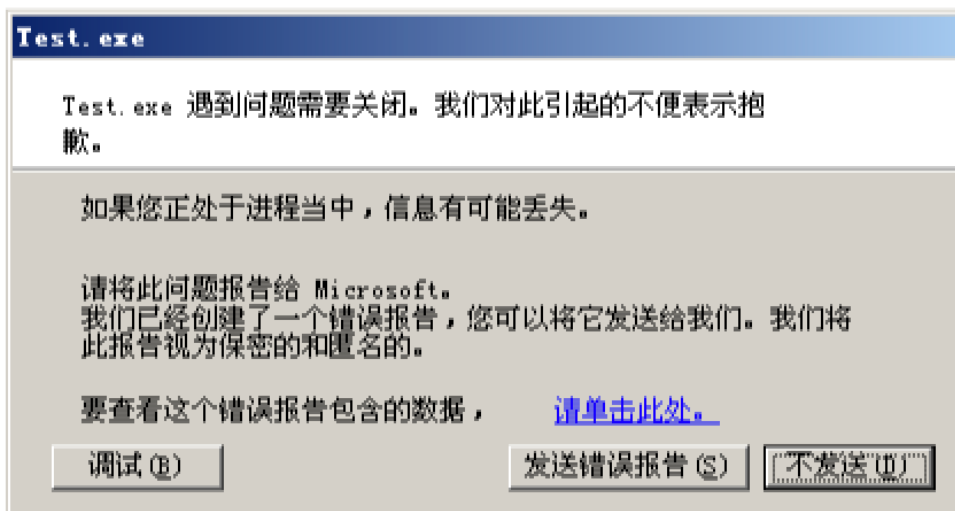 Test.exe
Test.exe 遇到问题需要关闭。我们对此引起的不便表示抱
歉。
如果您正处于进程当中，信息有可能丢失。
请将此问题报告给 Microsoft。
我们已经创建了一个错误报告，您可以将它发送给我们。我们将
此报告视为保密的和匿名的。
要查看这个错误报告包含的数据， 请单击此处。
调试(B) 发送错误报告(S) 不发送(D)